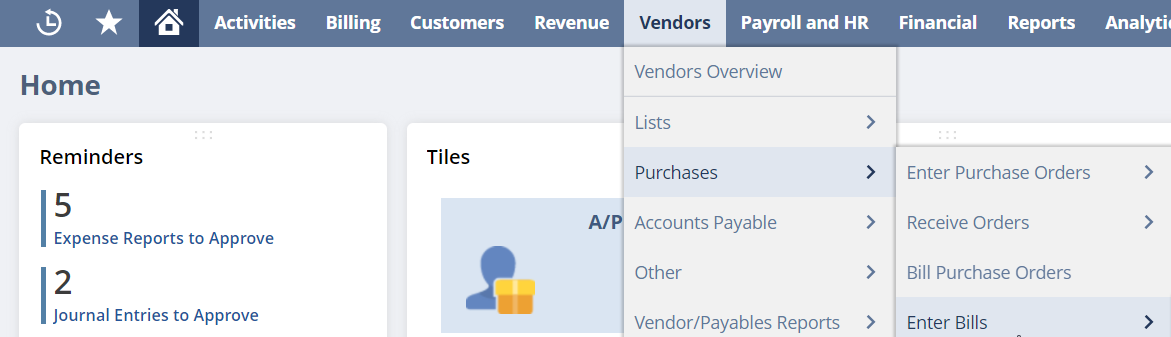 Activities Billing Customers Revenue Vendors Payroll and HR Financial Reports
Home
Vendors Overview
Lists
Reminders
Tiles
Purchases
Enter Purchase Orders
5
A/P
Accounts Payable
Receive Orders
Expense Reports to Approve
Other
Bill Purchase Orders
2
Journal Entries to Approve
Vendor/Payables Reports
Enter Bills